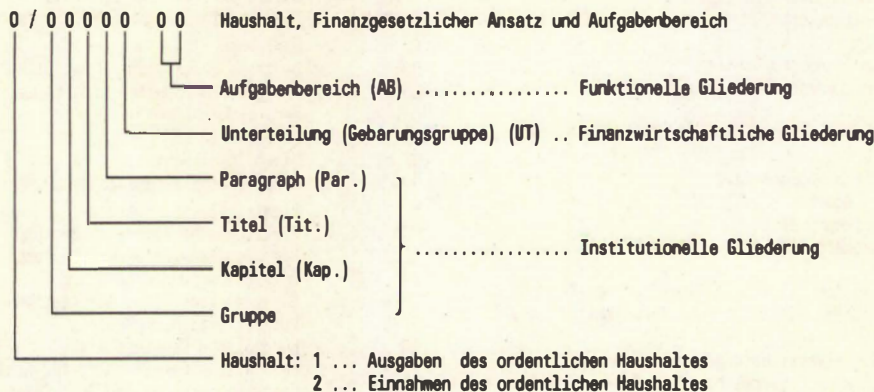 0 / 0 0 0 0 0 0 0 Haushalt, Finanzgesetzlicher Ansatz und Aufgabenbereich
Aufgabenbereich (AB) ................ Funktionelle Gliederung
Unterteilung (Gebarungsgruppe) (UT) .. Finanzwirtschaftliche Gliederung
Paragraph (Par.)
Titel (Tit.)
................. Institutionelle Gliederung
Kapitel (Kap.)
Gruppe
Haushalt: 1 ... Ausgaben des ordentlichen Haushaltes
2 ... Einnahmen des ordentlichen Haushaltes